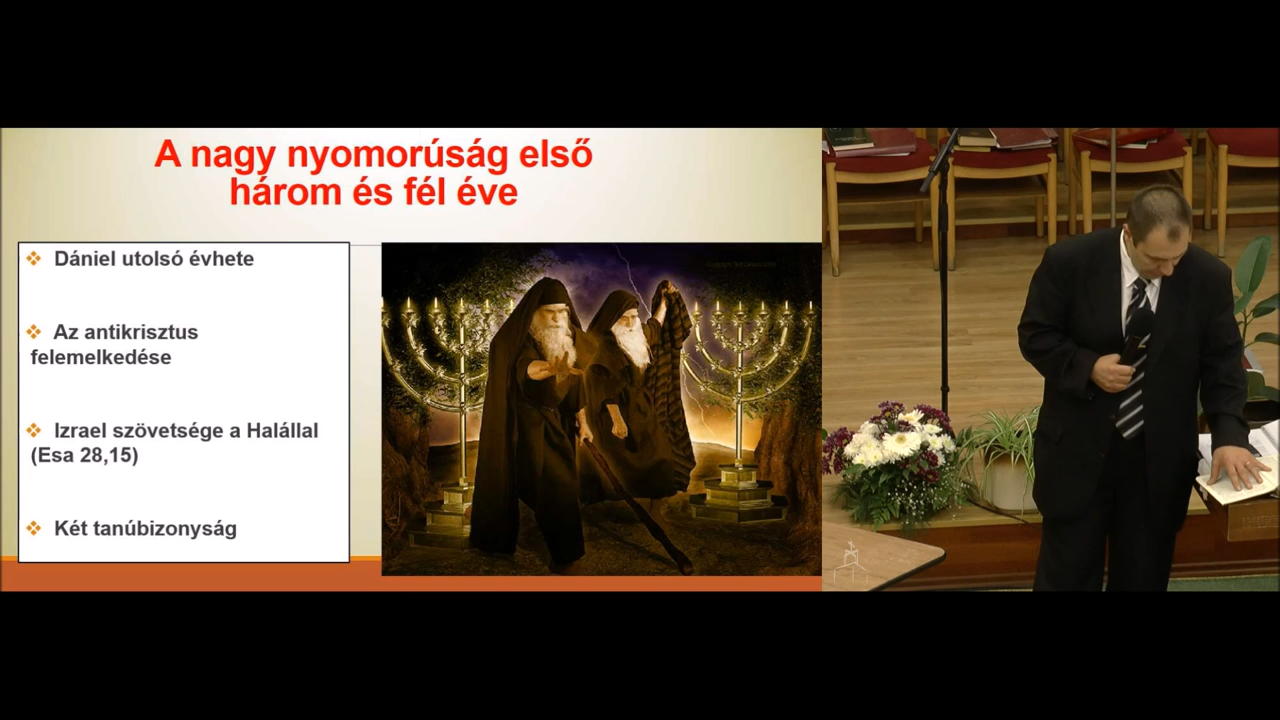 A nagy nyomorúság első
három és fél éve
Dániel utolsó évhete
Az antikrisztus
felemelkedése
Izrael szövetsége a Halállal
(Esa 28,15)
Két tanúbizonyság